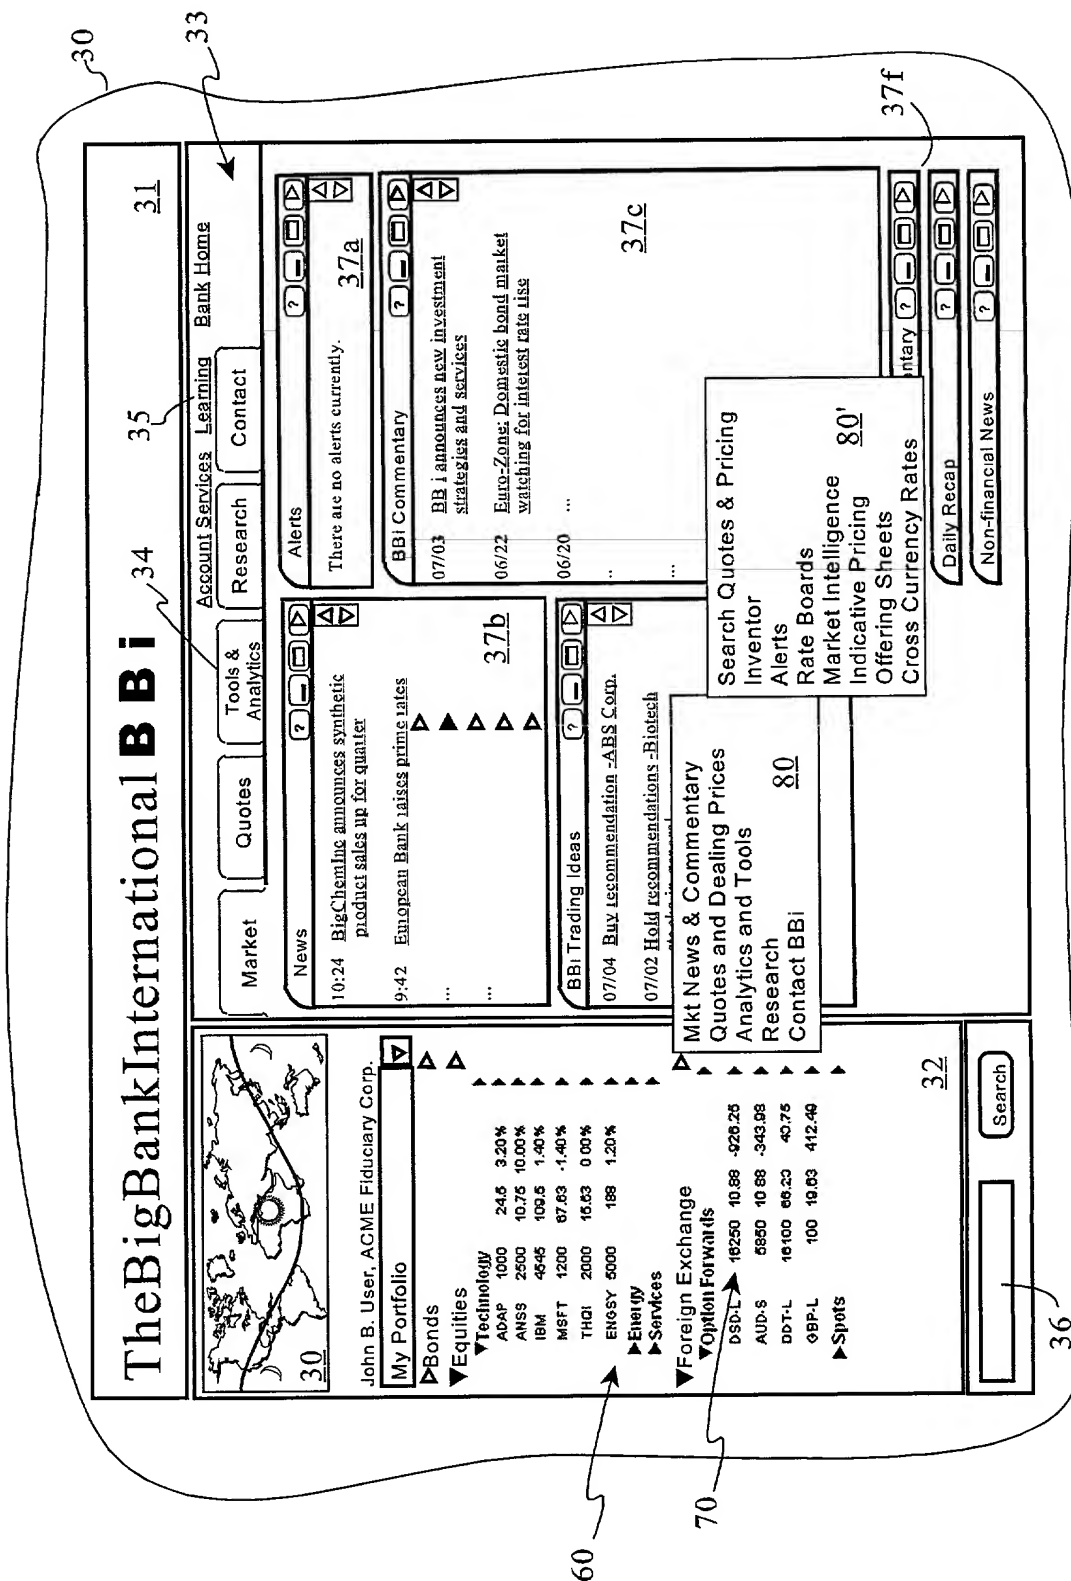 30
TheBigBankInternational BBi
31
33
34
35
Account Services Learning Bank Home
Market
Quotes
Tools &
Analytics
Research
Contact
30
John B. User, ACME Fiduciary Corp.
My Portfolio
Bonds
Equities
Technology
ADAP 1000 24.5 3.20%
ANSS 2500 10.75 10.00%
IBM 4545 109.5 1.40%
MSFT 1200 67.63 -1.40%
THQI 2000 15.63 0 00%
ENGSY 5000 188 1.20%
Energy
Services
Foreign Exchange
Option Forwards
DSD-L 16250 10.88 -926.25
AUD-S 5850 10 88 -343.98
DDT-L 16100 66.23 40.75
GBP-L 100 19.63 412.49
Spots
32
Search
36
60
70
News
?
10:24 BigChemInc announces synthetic
product sales up for quarter
9:42 European Bank raises prime rates
...
...
37b
BBi Trading Ideas
?
07/04 Buy recommendation -ABS Corp.
07/02 Hold recommendations -Biotech
Mkt News & Commentary
Quotes and Dealing Prices
Analytics and Tools
Research
Contact BBi
80
Alerts
?
There are no alerts currently.
37a
BBi Commentary
?
07/03 BB i announces new investment
strategies and services
06/22 Euro-Zone: Domestic bond market
watching for interest rate rise
06/20 ...
...
...
37c
Search Quotes & Pricing
Inventor
Alerts
Rate Boards
Market Intelligence
Indicative Pricing
Offering Sheets
Cross Currency Rates
80'
entary
?
37f
Daily Recap
?
Non-financial News
?